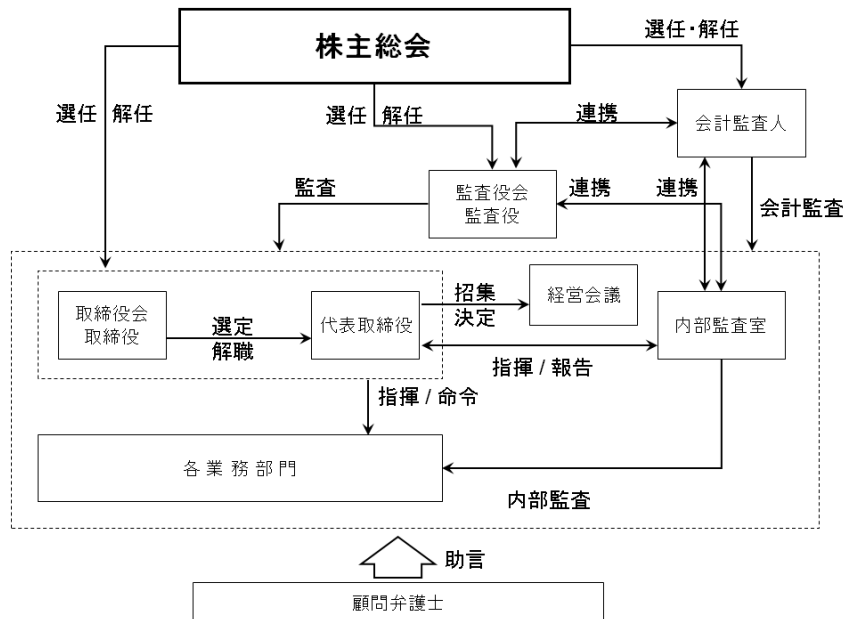 株主総会
選任・解任
選任 解任
選任 解任
連携
会計監査人
監査
監査役会
監査役
連携
連携
会計監査
取締役会
取締役
選定
解職
代表取締役
招集
決定
経営会議
内部監査室
指揮 / 報告
指揮 / 命令
各業務部門
内部監査
助言
顧問弁護士